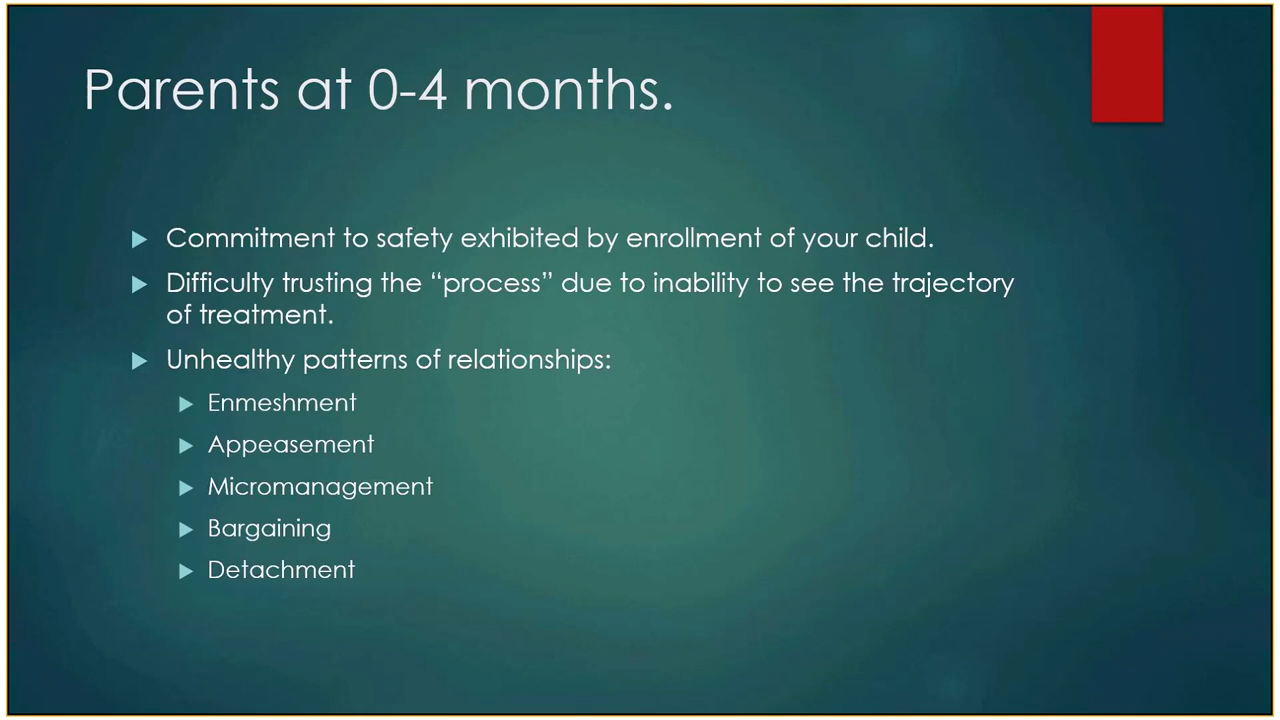 Parents at 0-4 months.
Commitment to safety exhibited by enrollment of your child.
Difficulty trusting the “process” due to inability to see the trajectory
of treatment.
Unhealthy patterns of relationships:
Enmeshment
Appeasement
Micromanagement
Bargaining
Detachment